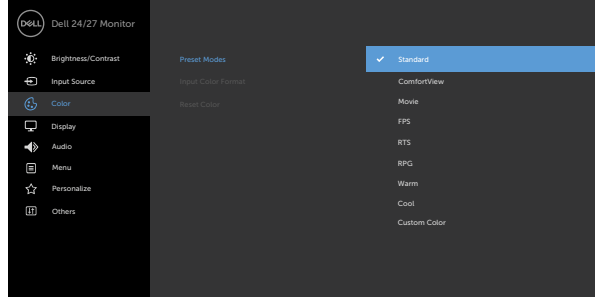 DELL
Dell 24/27 Monitor
Brightness/Contrast
Input Source
Color
Display
Audio
Menu
Personalize
Others
Preset Modes
Input Color Format
Reset Color
Standard
ComfortView
Movie
FPS
RTS
RPG
Warm
Cool
Custom Color